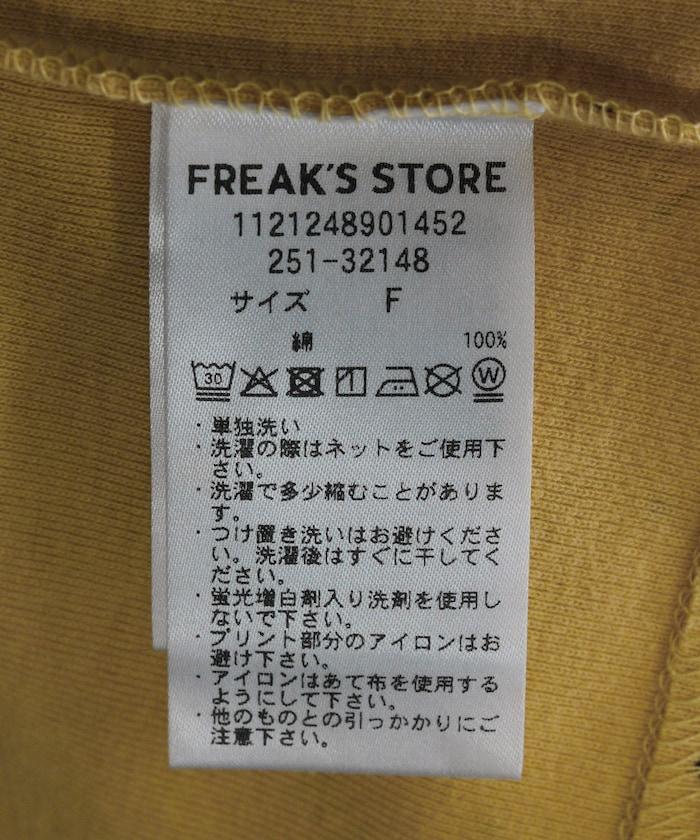 FREAK'S STORE
1121248901452
251-32148
サイズ F
綿 100%
30 W
・単独洗い
・洗濯の際はネットをご使用下
さい。
・洗濯で多少縮むことがありま
す。
・つけ置き洗いはお避けくださ
い。洗濯後はすぐに干してく
ださい。
・蛍光増白剤入り洗剤を使用し
ないで下さい。
・プリント部分のアイロンはお
避け下さい。
・アイロンはあて布を使用する
ようにして下さい。
・他のものとの引っかかりにご
注意下さい。